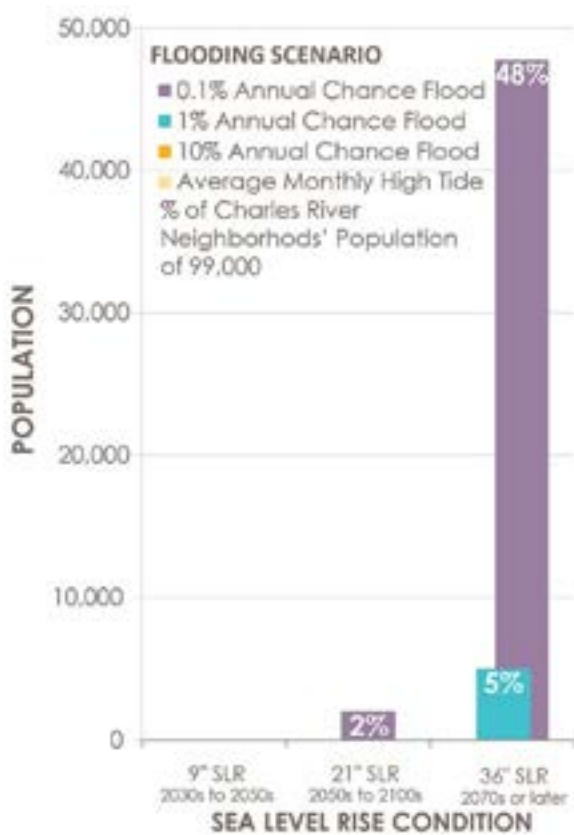 50,000
FLOODING SCENARIO
0.1% Annual Chance Flood
1% Annual Chance Flood
10% Annual Chance Flood
Average Monthly High Tide
% of Charles River
Neighborhods' Population
of 99,000
48%
40,000
30,000
POPULATION
20,000
10,000
5%
2%
0
9" SLR
2030s to 2050s
21" SLR
2050s to 2100s
36" SLR
2070s or later
SEA LEVEL RISE CONDITION